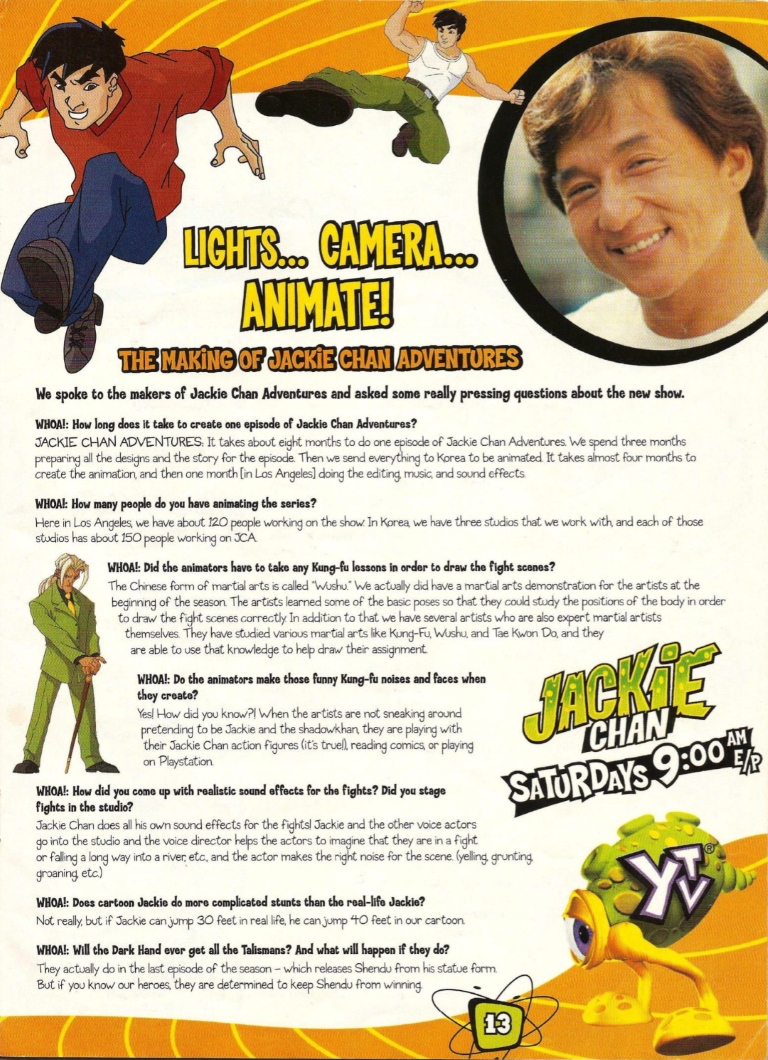 LIGHTS... CAMERA...
ANIMATE!
THE MAKING OF JACKIE CHAN ADVENTURES
We spoke to the makers of Jackie Chan Adventures and asked some really pressing questions about the new show.
WHOA!: How long does it take to create one episode of Jackie Chan Adventures?
JACKIE CHAN ADVENTURES: It takes about eight months to do one episode of Jackie Chan Adventures. We spend three months
preparing all the designs and the story for the episode. Then we send everything to Korea to be animated. It takes almost four months to
create the animation, and then one month [in Los Angeles] doing the editing, music, and sound effects.
WHOA!: How many people do you have animating the series?
Here in Los Angeles, we have about 120 people working on the show. In Korea, we have three studios that we work with, and each of those
studios has about 150 people working on JCA.
WHOA!: Did the animators have to take any Kung-fu lessons in order to draw the fight scenes?
The Chinese form of martial arts is called "Wushu." We actually did have a martial arts demonstration for the artists at the
beginning of the season. The artists learned some of the basic poses so that they could study the positions of the body in order
to draw the fight scenes correctly. In addition to that we have several artists who are also expert martial artists
themselves. They have studied various martial arts like Kung-Fu, Wushu, and Tae Kwon Do, and they
are able to use that knowledge to help draw their assignment.
WHOA!: Do the animators make those funny Kung-fu noises and faces when
they create?
Yes! How did you know?! When the artists are not sneaking around
pretending to be Jackie and the shadowkhan, they are playing with
their Jackie Chan action figures (it's true!), reading comics, or playing
on Playstation.
JACKIE
CHAN
SATURDAYS 9:00 AM E/P
WHOA!: How did you come up with realistic sound effects for the fights? Did you stage
fights in the studio?
Jackie Chan does all his own sound effects for the fights! Jackie and the other voice actors
go into the studio and the voice director helps the actors to imagine that they are in a fight
or falling a long way into a river, etc., and the actor makes the right noise for the scene. (yelling, grunting,
groaning, etc.)
YTV®
WHOA!: Does cartoon Jackie do more complicated stunts than the real-life Jackie?
Not really, but if Jackie can jump 30 feet in real life, he can jump 40 feet in our cartoon.
WHOA!: Will the Dark Hand ever get all the Talismans? And what will happen if they do?
They actually do in the last episode of the season – which releases Shendu from his statue form.
But if you know our heroes, they are determined to keep Shendu from winning.
13